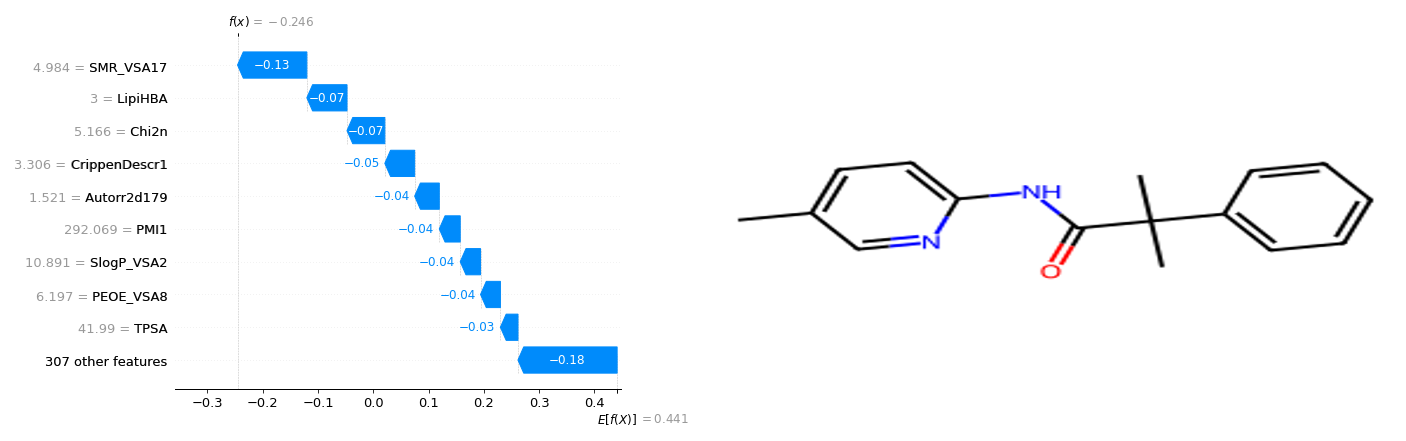 f(x) = −0.246
4.984 = SMR_VSA17
−0.13
3 = LipiHBA
−0.07
5.166 = Chi2n
−0.07
3.306 = CrippenDescr1
−0.05
1.521 = Autorr2d179
−0.04
292.069 = PMI1
−0.04
10.891 = SlogP_VSA2
−0.04
6.197 = PEOE_VSA8
−0.04
41.99 = TPSA
−0.03
307 other features
−0.18
−0.3 −0.2 −0.1 0.0 0.1 0.2 0.3 0.4
E[f(X)] = 0.441
NH
N
O